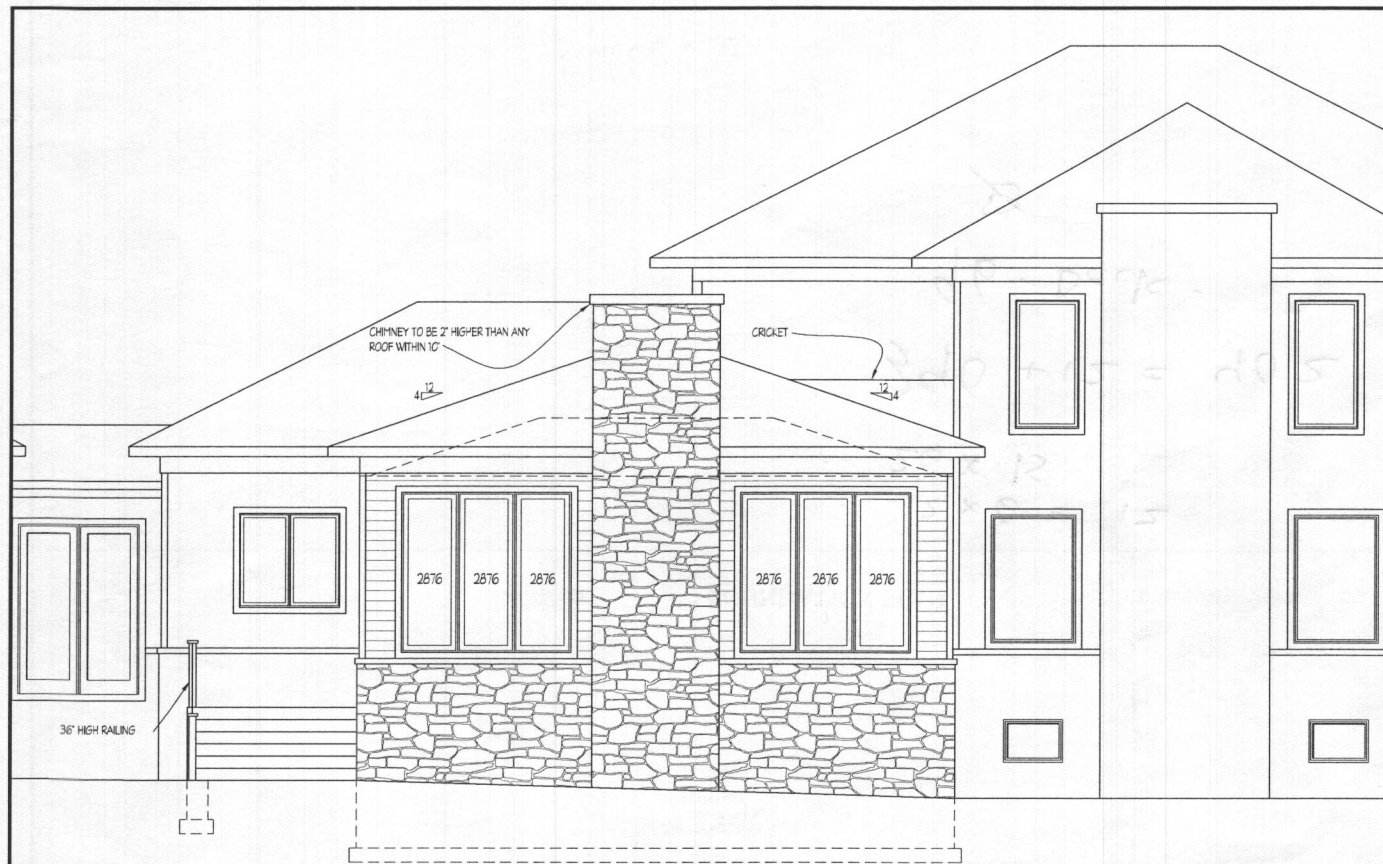 CHIMNEY TO BE 2" HIGHER THAN ANY
ROOF WITHIN 10'
CRICKET
12
4
12
4
2876 2876 2876
2876 2876 2876
36" HIGH RAILING